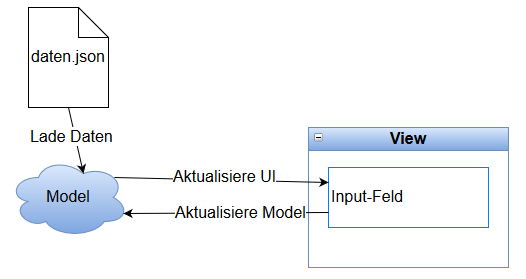 daten.json
Lade Daten
View
Aktualisiere UI
Model
Input-Feld
Aktualisiere Model